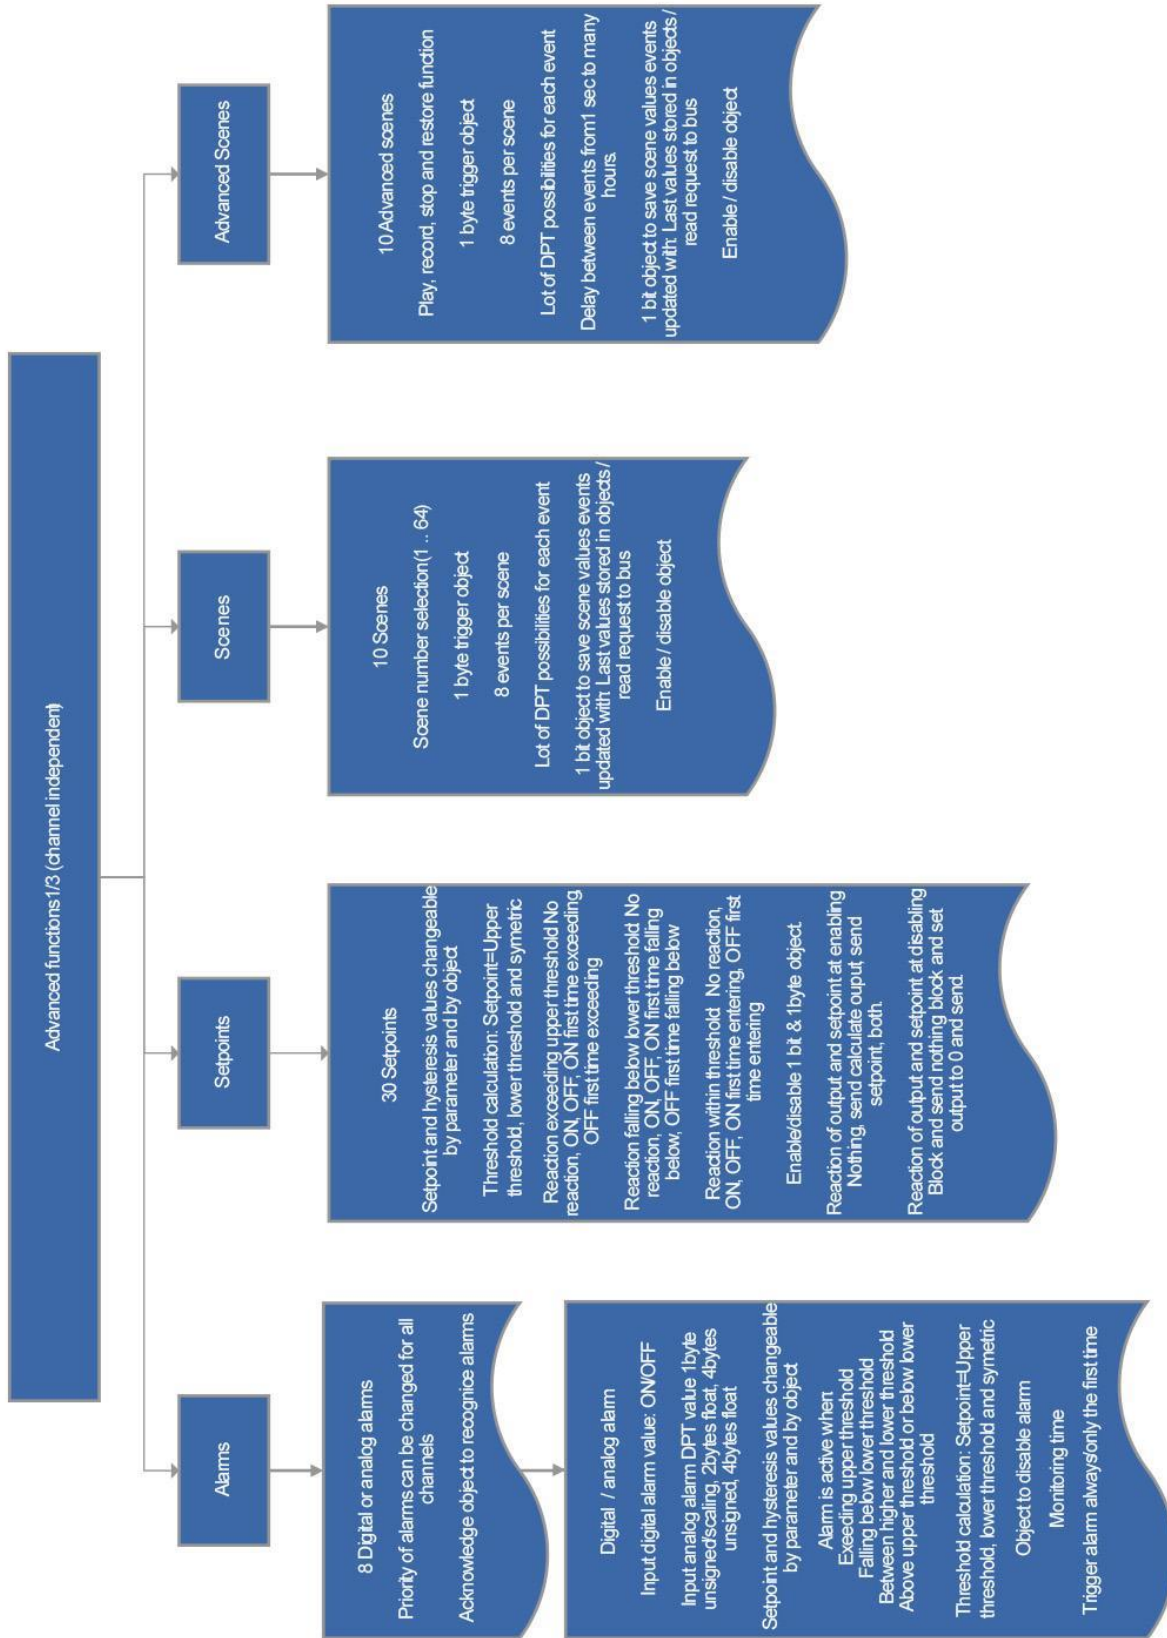 Advanced functions1/3 (channel independent)
Alarms
8 Digital or analog alarms
Priority of alarms can be changed for all
channels
Acknowledge object to recognice alarms
Digital / analog alarm
Input digital alarm value: ON/OFF
Input analog alarm DPT value 1byte
unsigned/scaling, 2bytes float, 4bytes
unsigned, 4bytes float
Setpoint and hysteresis values changeable
by parameter and by object
Alarm is active when:
Exeeding upper threshold
Falling below lower threshold
Between higher and lower threshold
Above upper threshold or below lower
threshold
Threshold calculation: Setpoint=Upper
threshold, lower threshold and symetric
Object to disable alarm
Monitoring time
Trigger alarm always/only the first time
Setpoints
30 Setpoints
Setpoint and hysteresis values changeable
by parameter and by object
Threshold calculation: Setpoint=Upper
threshold, lower threshold and symetric
Reaction exceeding upper threshold: No
reaction, ON, OFF, ON first time exceeding,
OFF first time exceeding
Reaction falling below lower threshold: No
reaction, ON, OFF, ON first time falling
below, OFF first time falling below
Reaction within threshold: No reaction,
ON, OFF, ON first time entering, OFF first
time entering
Enable/disable 1 bit & 1byte object.
Reaction of output and setpoint at enabling
Nothing, send calculate ouput, send
setpoint, both.
Reaction of output and setpoint at disabling
Block and send nothing block and set
output to 0 and send.
Scenes
10 Scenes
Scene number selection(1 .. 64)
1 byte trigger object
8 events per scene
Lot of DPT possibilities for each event
1 bit object to save scene values events
updated with: Last values stored in objects /
read request to bus
Enable / disable object
Advanced Scenes
10 Advanced scenes
Play, record, stop and restore function
1 byte trigger object
8 events per scene
Lot of DPT possibilities for each event
Delay between events from 1 sec to many
hours.
1 bit object to save scene values events
updated with: Last values stored in objects /
read request to bus
Enable / disable object